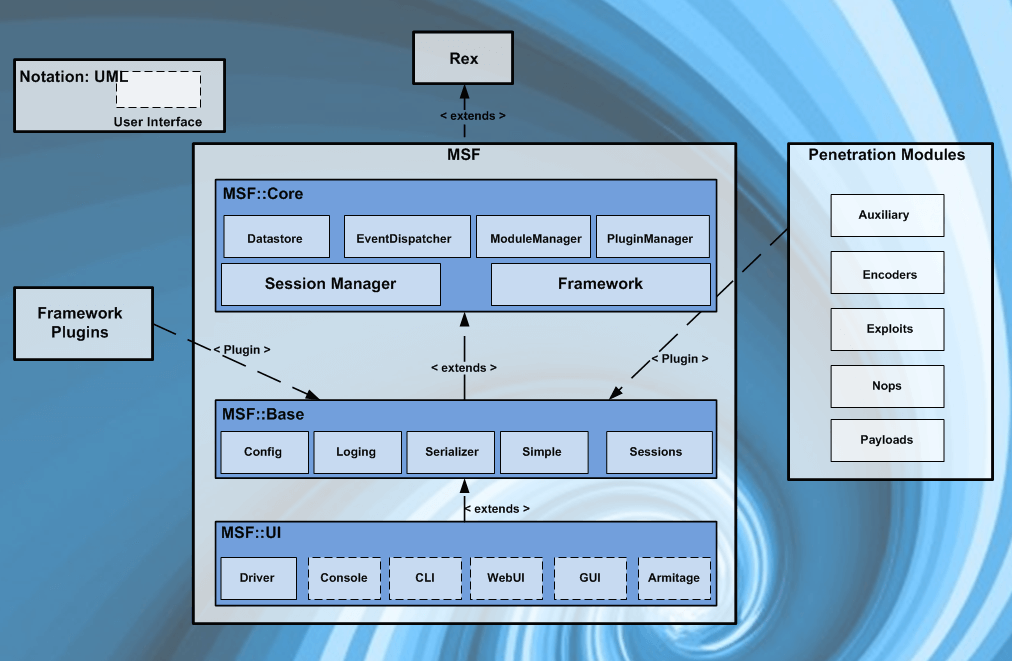 Rex
Notation: UML
User Interface
< extends >
MSF
Penetration Modules
MSF::Core
Datastore
EventDispatcher
ModuleManager
PluginManager
Session Manager
Framework
Auxiliary
Encoders
Exploits
Nops
Payloads
Framework
Plugins
< Plugin >
< extends >
< Plugin >
MSF::Base
Config
Loging
Serializer
Simple
Sessions
< extends >
MSF::UI
Driver
Console
CLI
WebUI
GUI
Armitage